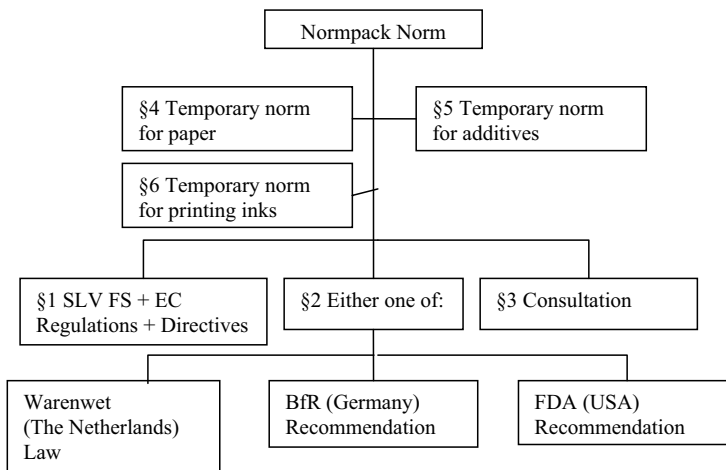 Normpack Norm
§4 Temporary norm
for paper
§5 Temporary norm
for additives
§6 Temporary norm
for printing inks
§1 SLV FS + EC
Regulations + Directives
§2 Either one of:
§3 Consultation
Warenwet
(The Netherlands)
Law
BfR (Germany)
Recommendation
FDA (USA)
Recommendation